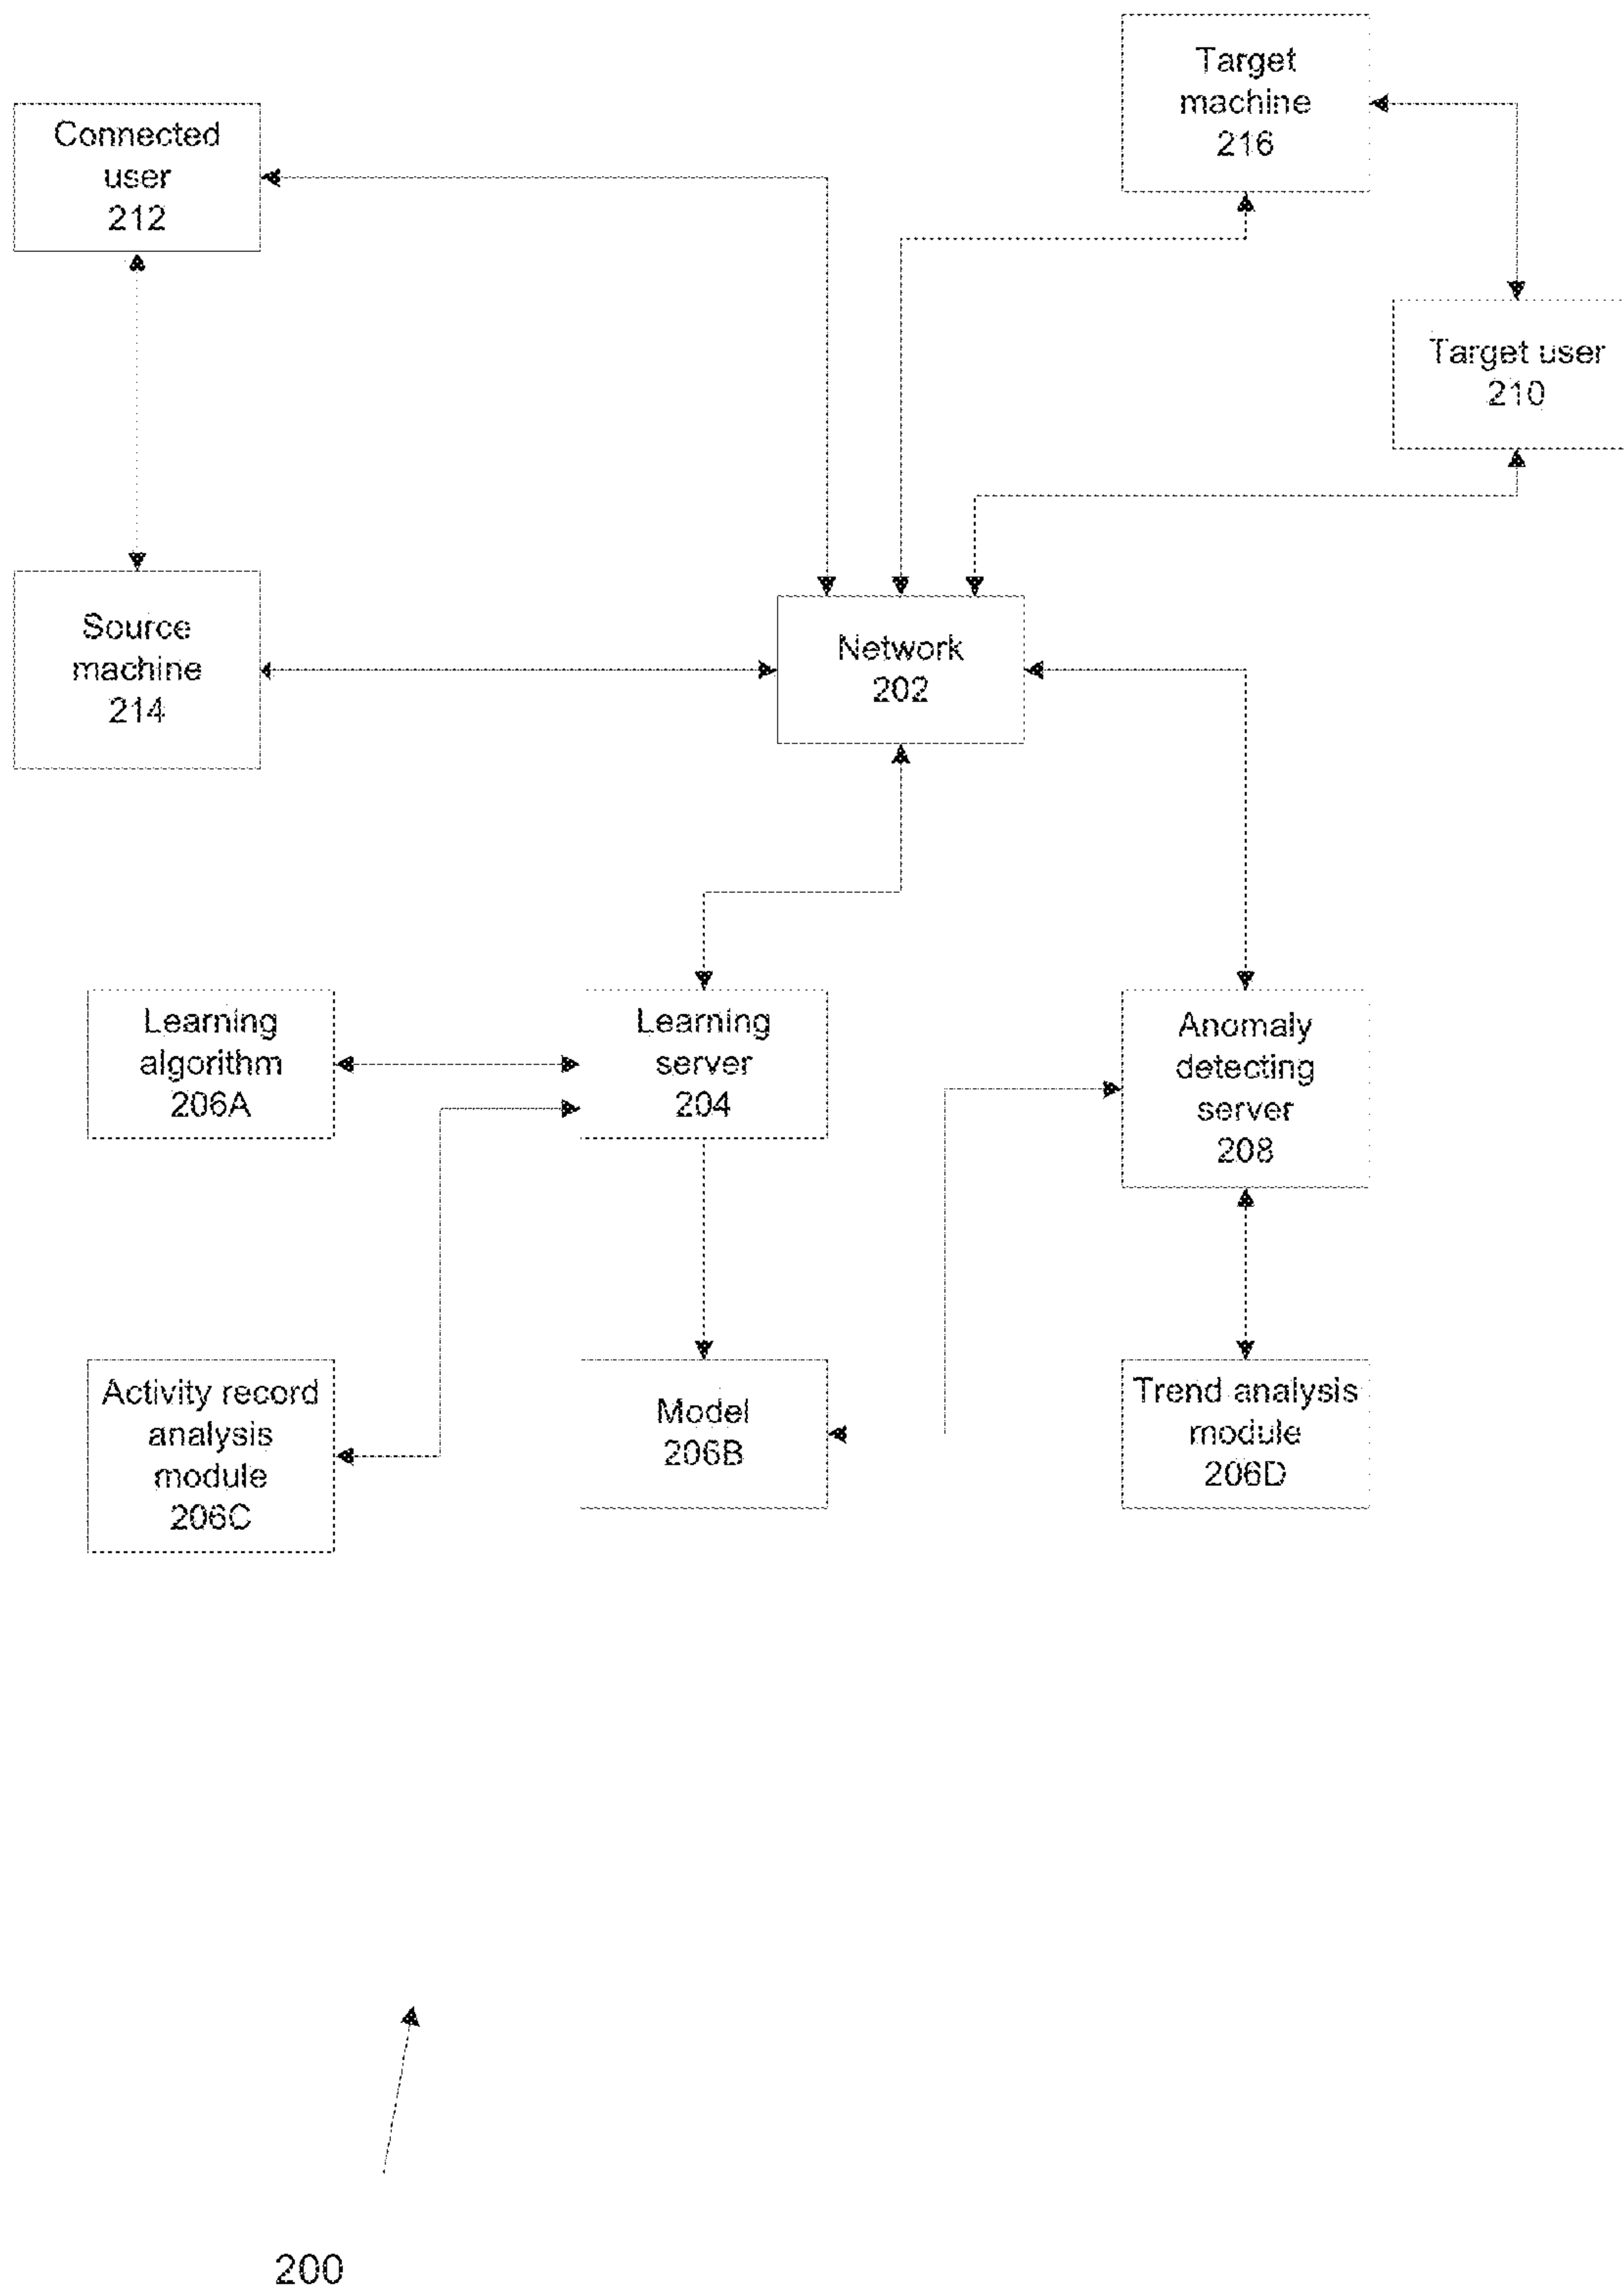 Target
machine
216
Connected
user
212
Target user
210
Source
machine
214
Network
202
Learning
algorithm
206A
Learning
server
204
Anomaly
detecting
server
208
Activity record
analysis
module
206C
Model
206B
Trend analysis
module
206D
200